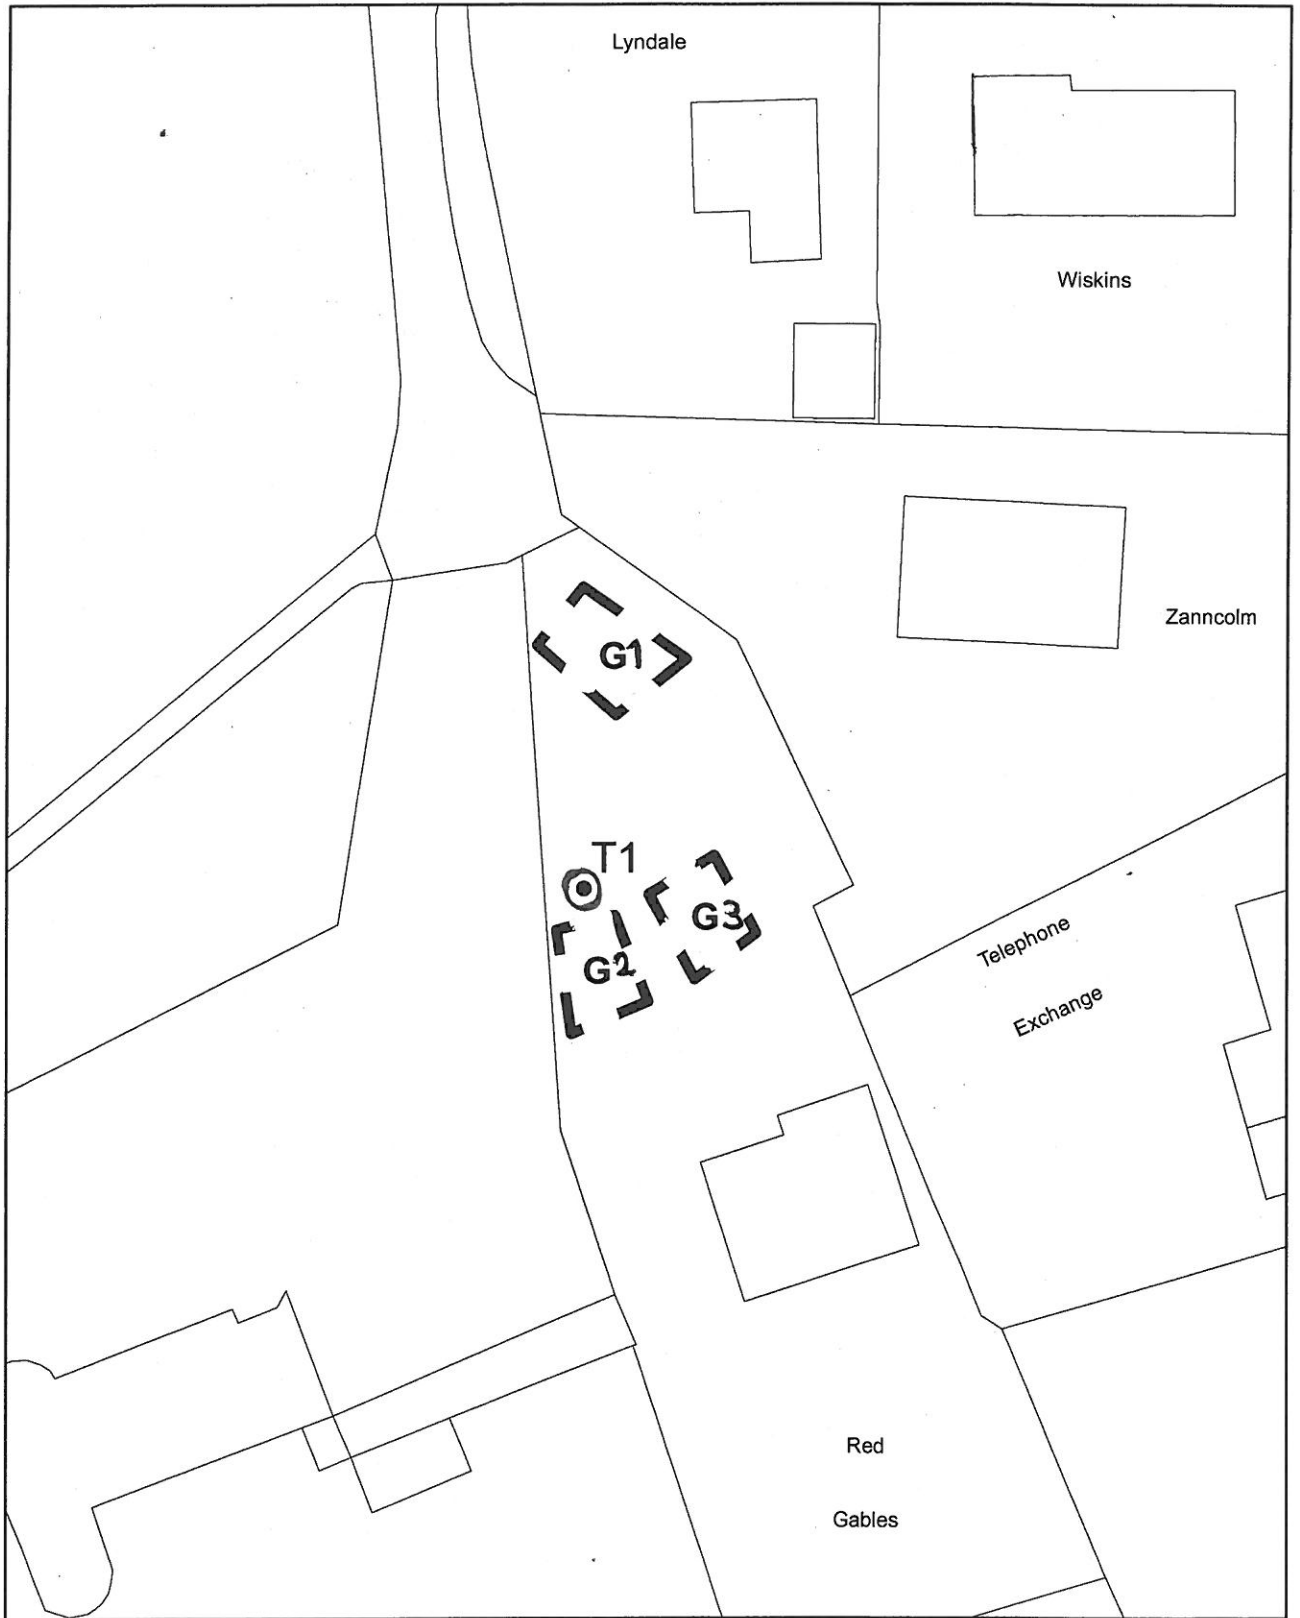 Lyndale
Wiskins
Zanncolm
G1
T1
G3
G2
Telephone
Exchange
Red
Gables